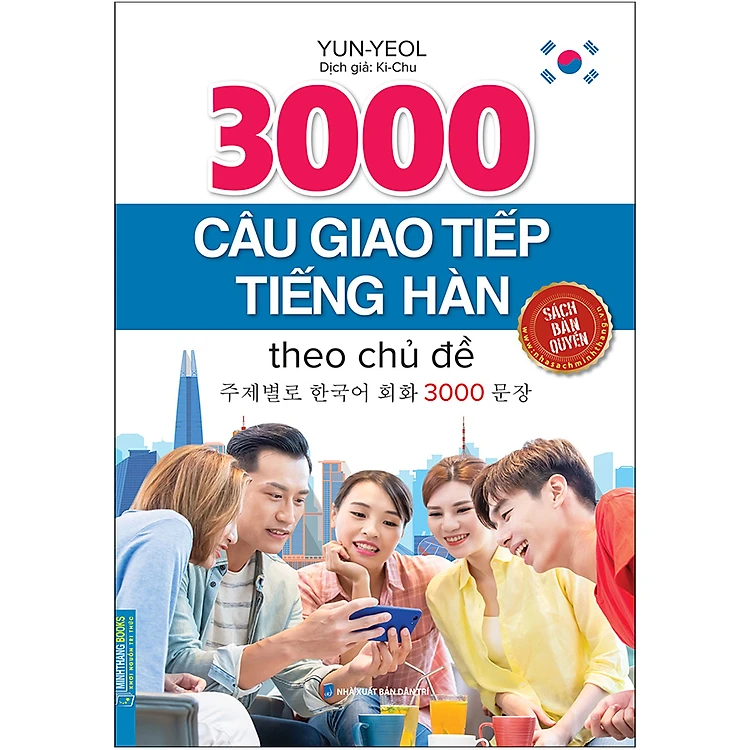 YUN-YEOL
Dịch giả: Ki-Chu
3000
CÂU GIAO TIẾP
TIẾNG HÀN
SÁCH
BẢN
QUYỀN
www.nhasachminhthang.vn
theo chủ đề
주제별로 한국어 회화 3000 문장
MINHTHANG BOOKS
KHƠI NGUỒN TRI THỨC
NHÀ XUẤT BẢN DÂN TRÍ